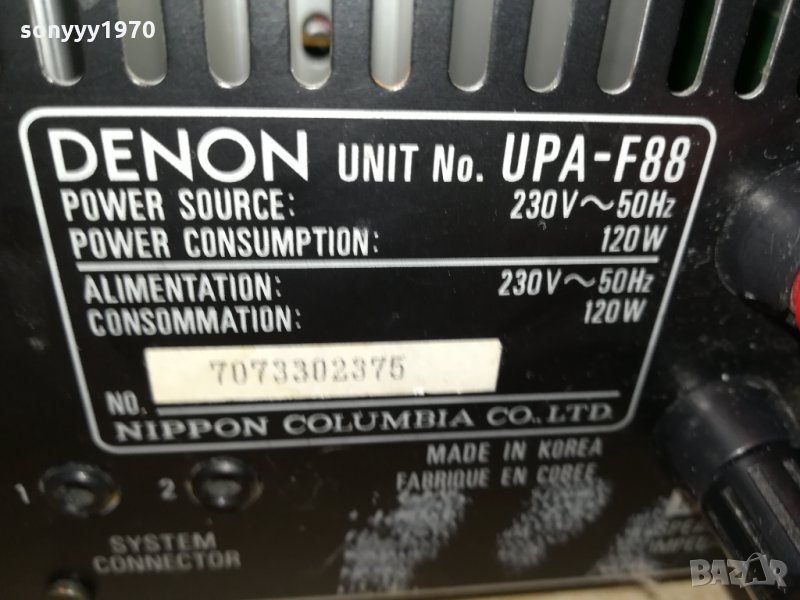 sonyyy1970
DENON UNIT No. UPA-F88
POWER SOURCE: 230V～50Hz
POWER CONSUMPTION: 120W
ALIMENTATION: 230V～50Hz
CONSOMMATION: 120W
NO. 7073302375
NIPPON COLUMBIA CO., LTD.
MADE IN KOREA
FABRIQUE EN COREE
1 2
SYSTEM
CONNECTOR
BAZAR